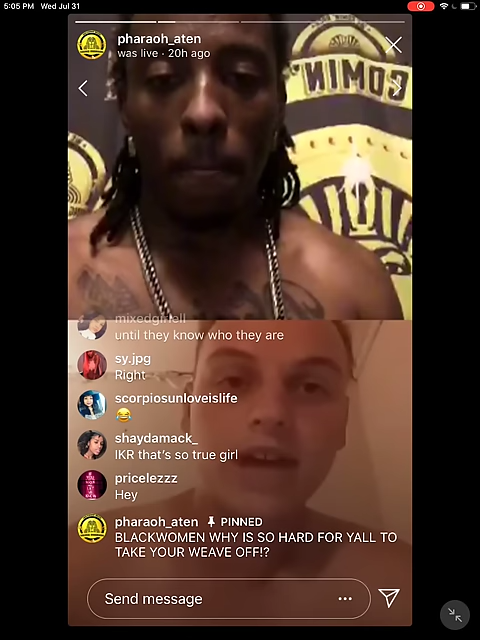 5:05 PM Wed Jul 31
pharaoh_aten
was live · 20h ago
COMIN
mixedgirlell
until they know who they are
sy.jpg
Right
scorpiosunloveislife
😂
shaydamack_
IKR that's so true girl
pricelezzz
Hey
pharaoh_aten PINNED
BLACKWOMEN WHY IS SO HARD FOR YALL TO
TAKE YOUR WEAVE OFF!?
Send message